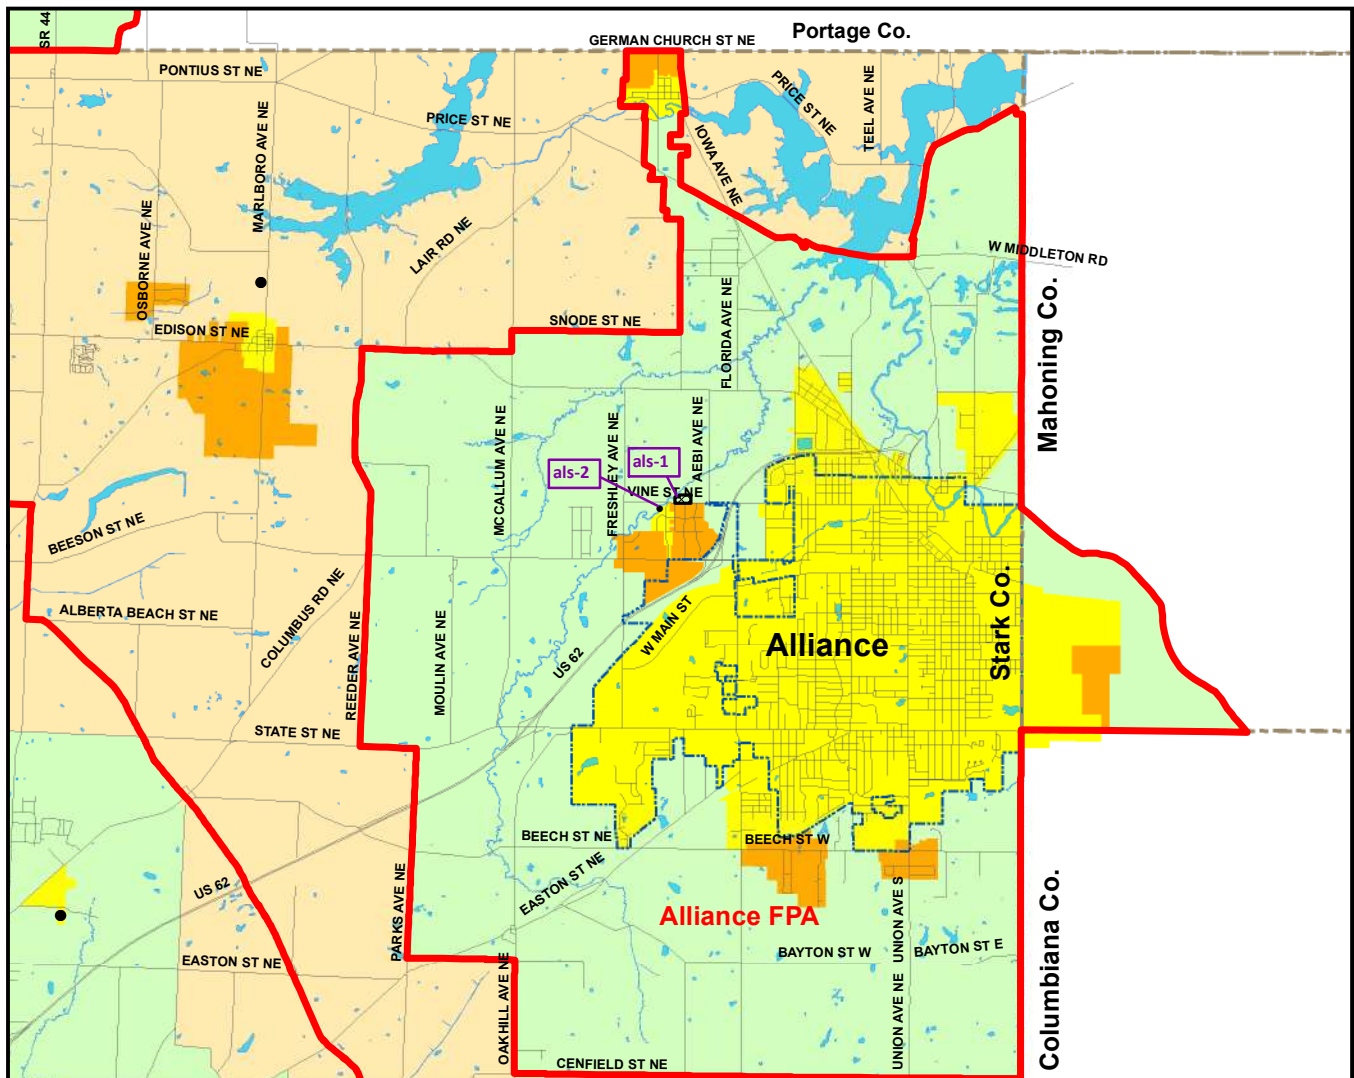 SR 44
Portage Co.
GERMAN CHURCH ST NE
PONTIUS ST NE
PRICE ST NE
PRICE ST NE
TEEL AVE NE
MARLBORO AVE NE
IOWA AVE NE
OSBORNE AVE NE
LAIR RD NE
W MIDDLETON RD
EDISON ST NE
SNODE ST NE
FLORIDA AVE NE
Mahoning Co.
MCCALLUM AVE NE
FRESHLEY AVE NE
AEBI AVE NE
als-2
als-1
VINE ST NE
BEESON ST NE
COLUMBUS RD NE
ALBERTA BEACH ST NE
REEDER AVE NE
MOULIN AVE NE
US 62
W MAIN ST
Alliance
Stark Co.
STATE ST NE
BEECH ST NE
BEECH ST W
EASTON ST NE
US 62
PARKS AVE NE
Alliance FPA
UNION AVE S
BAYTON ST W
BAYTON ST E
EASTON ST NE
OAKHILL AVE NE
UNION AVE NE
Columbiana Co.
CENFIELD ST NE